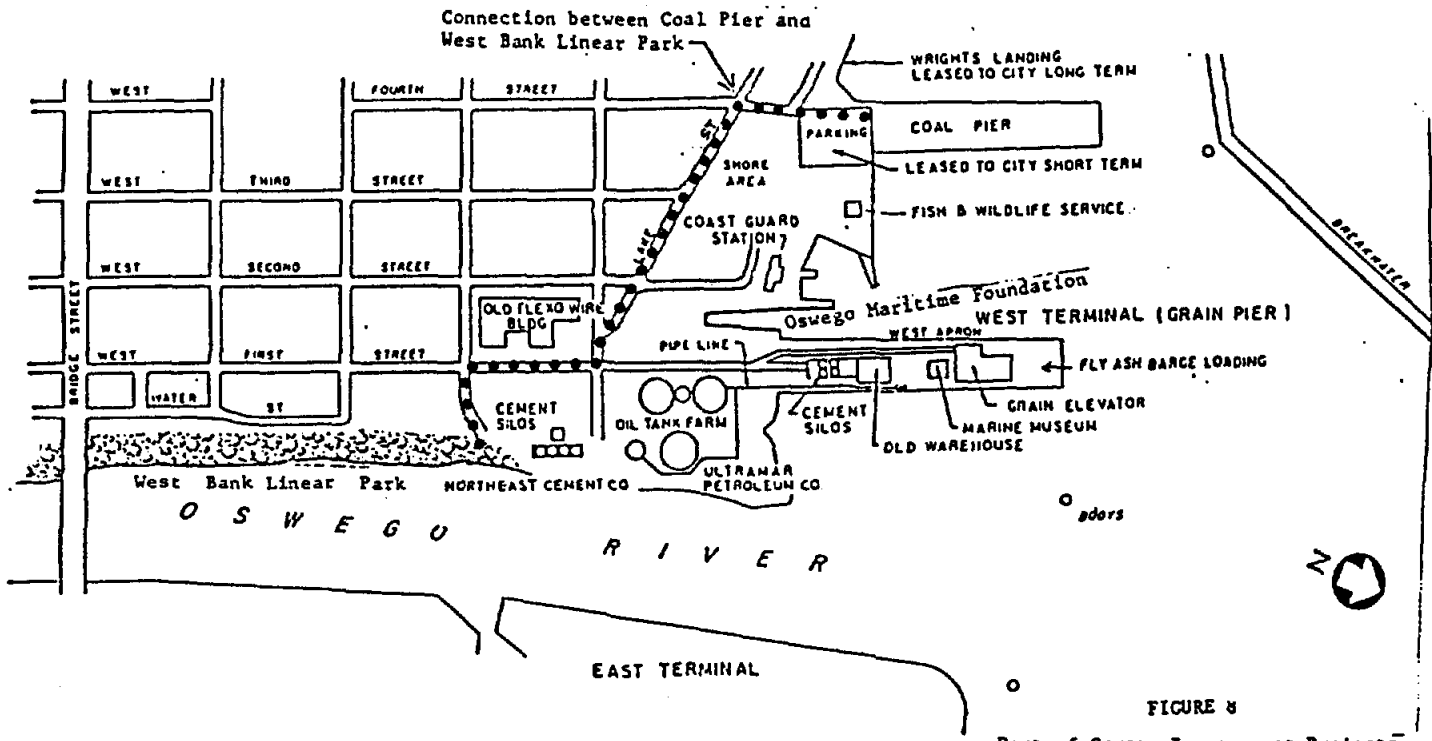 Connection between Coal Pier and
West Bank Linear Park
WRIGHTS LANDING
LEASED TO CITY LONG TERM
WEST FOURTH STREET
COAL PIER
PARKING
LEASED TO CITY SHORT TERM
SHORE
AREA
LAKE ST
WEST THIRD STREET
FISH & WILDLIFE SERVICE
COAST GUARD
STATION
BREAKWATER
WEST SECOND STREET
Oswego Maritime Foundation
OLD FLEXO WIRE
BLDG
WEST TERMINAL (GRAIN PIER)
WEST APRON
BRIDGE STREET
WEST FIRST STREET
PIPE LINE
FLY ASH BARGE LOADING
WATER ST
CEMENT
SILOS
OIL TANK FARM
CEMENT
SILOS
GRAIN ELEVATOR
MARINE MUSEUM
OLD WAREHOUSE
ULTRAMAR
PETROLEUM CO
West Bank Linear Park
NORTHEAST CEMENT CO
OSWEGO RIVER
N
EAST TERMINAL
FIGURE 8